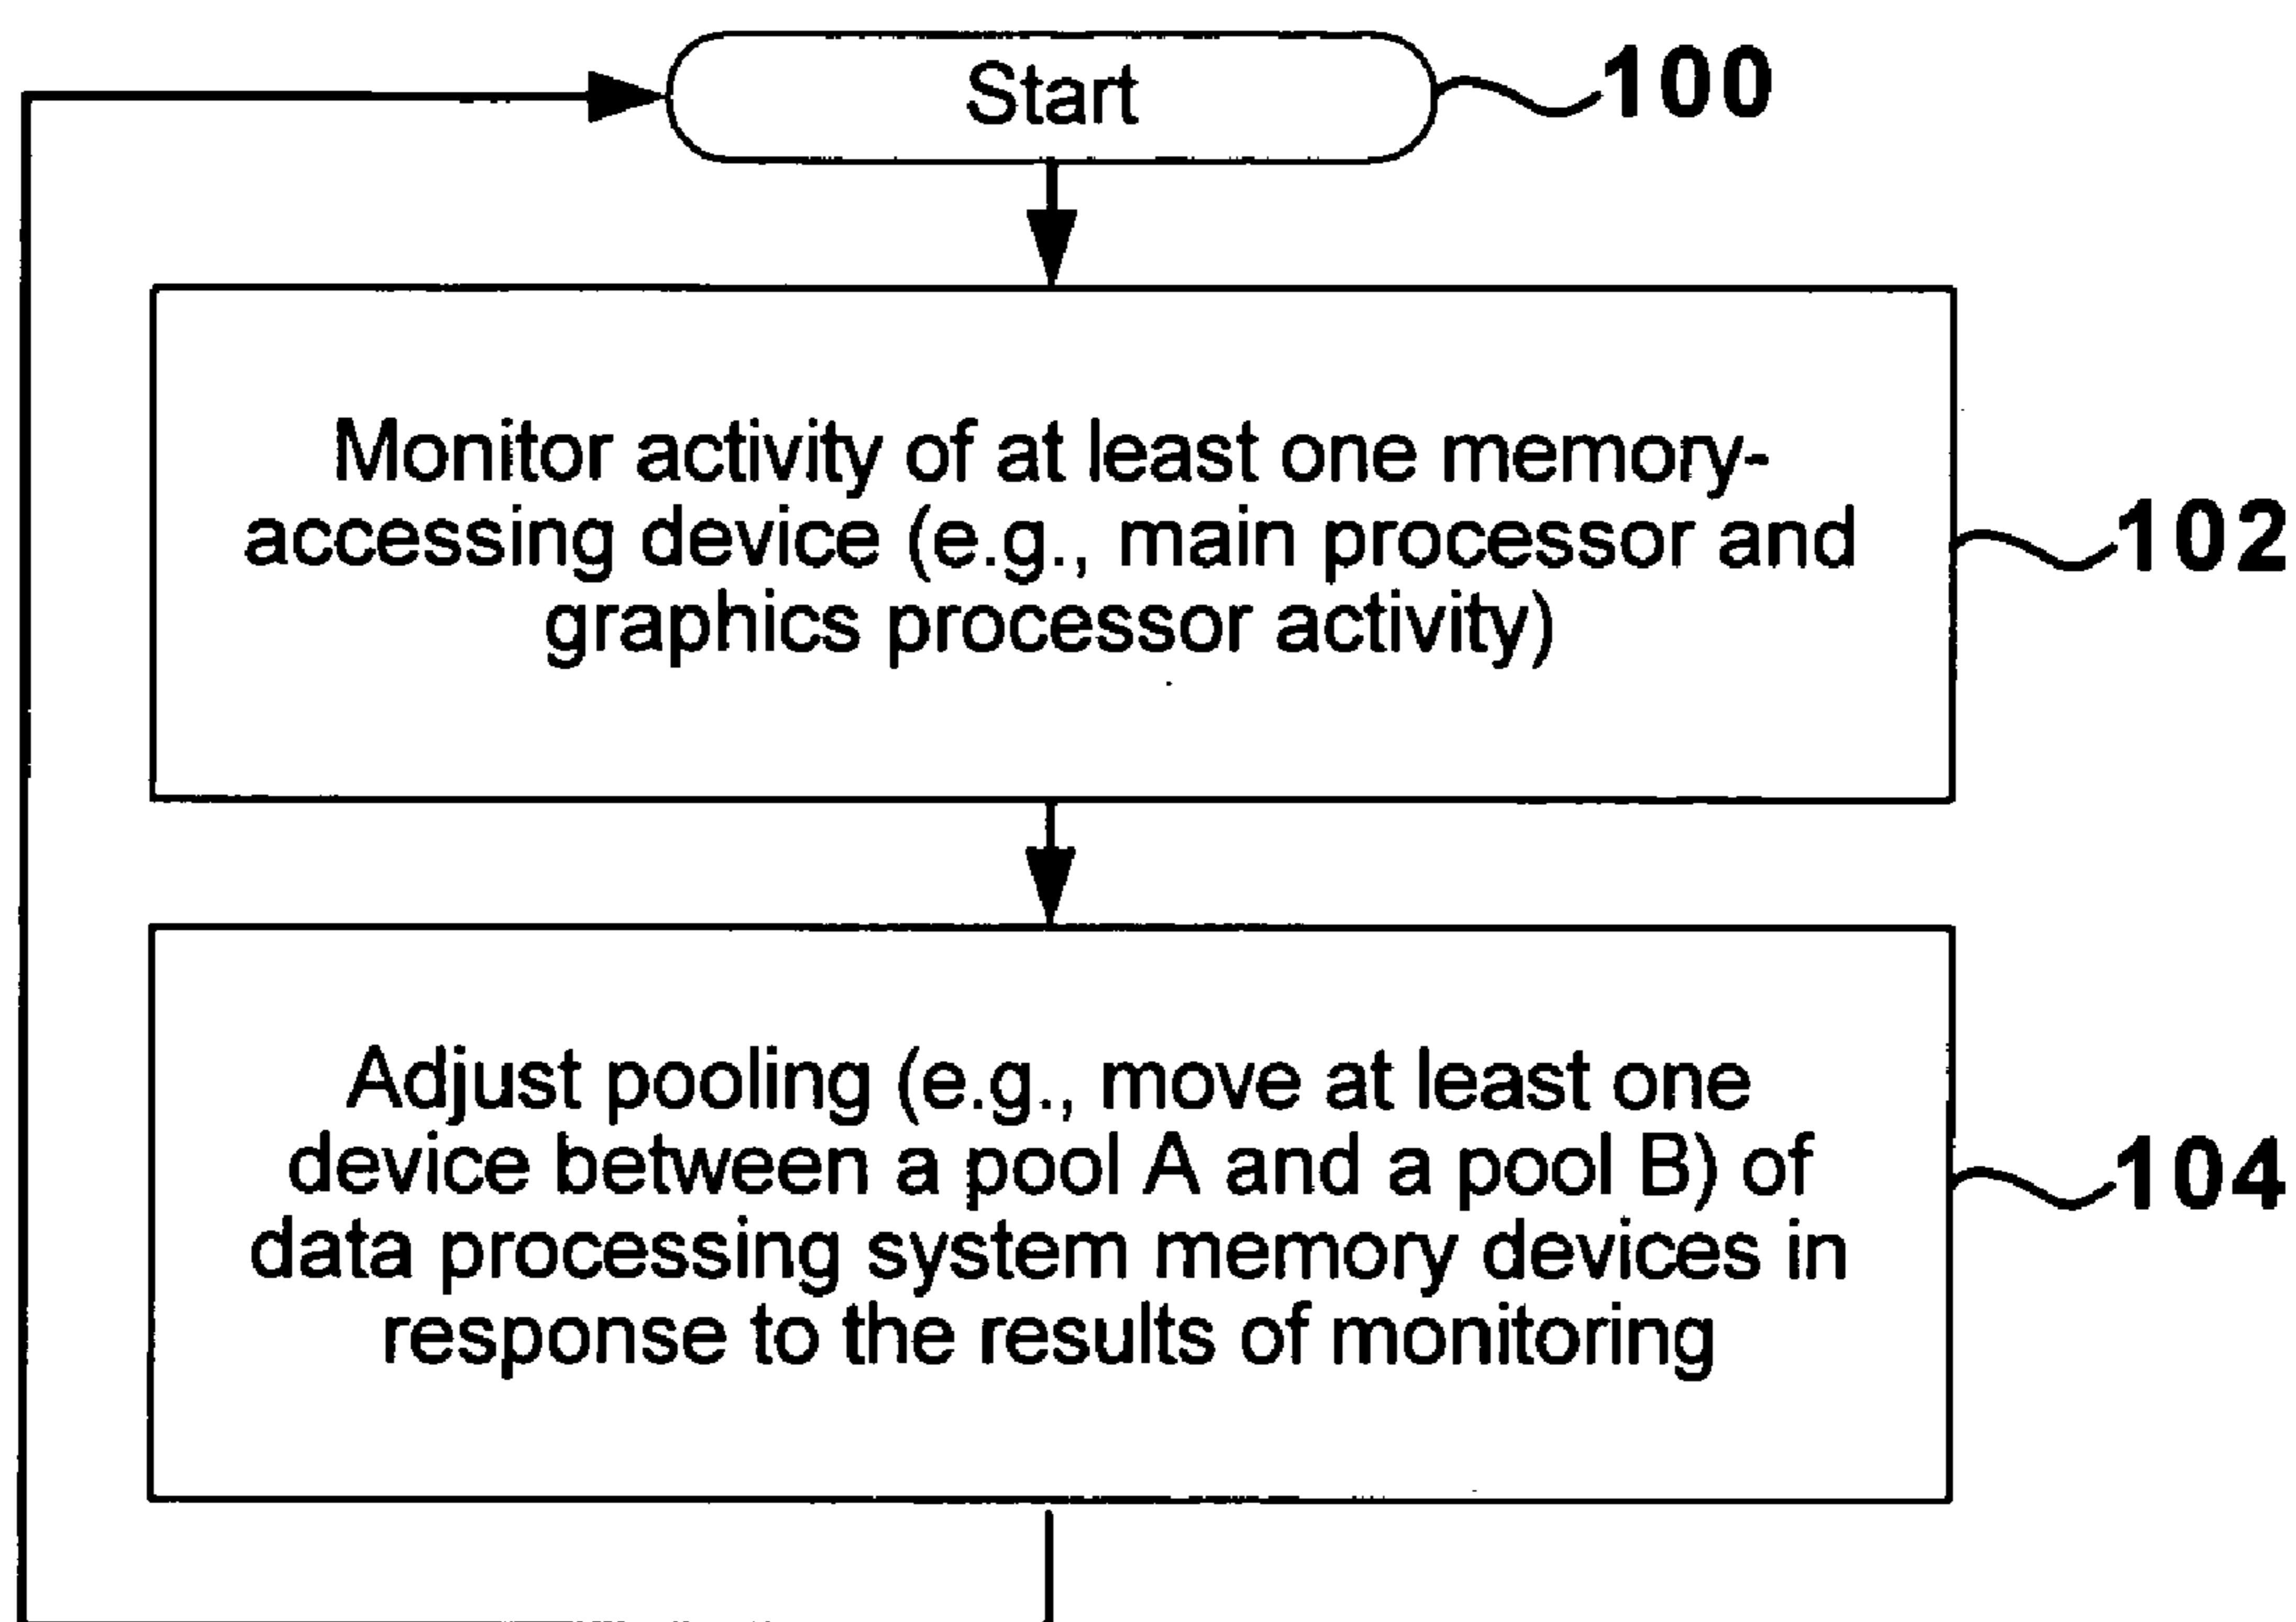 Start
100
Monitor activity of at least one memory-
accessing device (e.g., main processor and
graphics processor activity)
102
Adjust pooling (e.g., move at least one
device between a pool A and a pool B) of
data processing system memory devices in
response to the results of monitoring
104